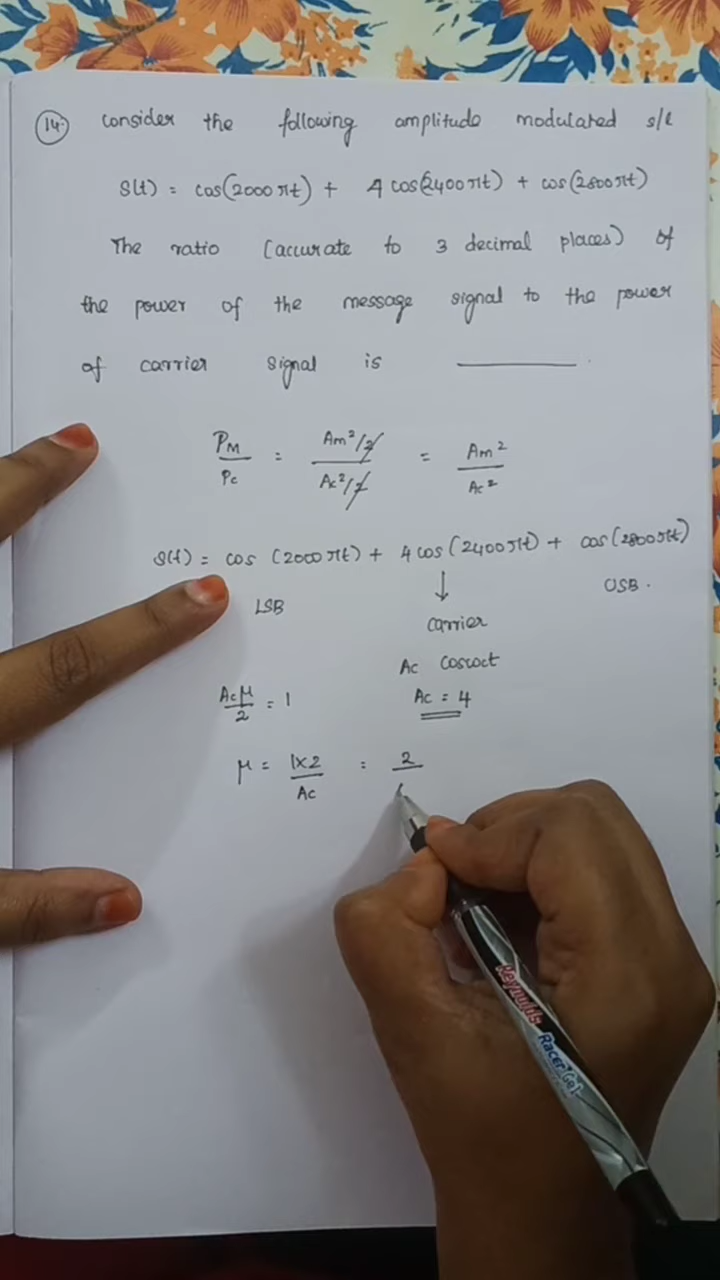 14. consider the following amplitude modulated s/l
S(t) = cos(2000πt) + 4 cos(2400πt) + cos(2800πt)
The ratio (accurate to 3 decimal places) of
the power of the message signal to the power
of carrier signal is ________.
PM/Pc = (Am²/2)/(Ac²/2) = Am²/Ac²
S(t) = cos (2000πt) + 4 cos (2400πt) + cos (2800πt)
LSB ↓ USB.
carrier
Ac cosωct
Acμ/2 = 1 Ac = 4
μ = 1×2/Ac = 2/
Reynolds Racer Gel